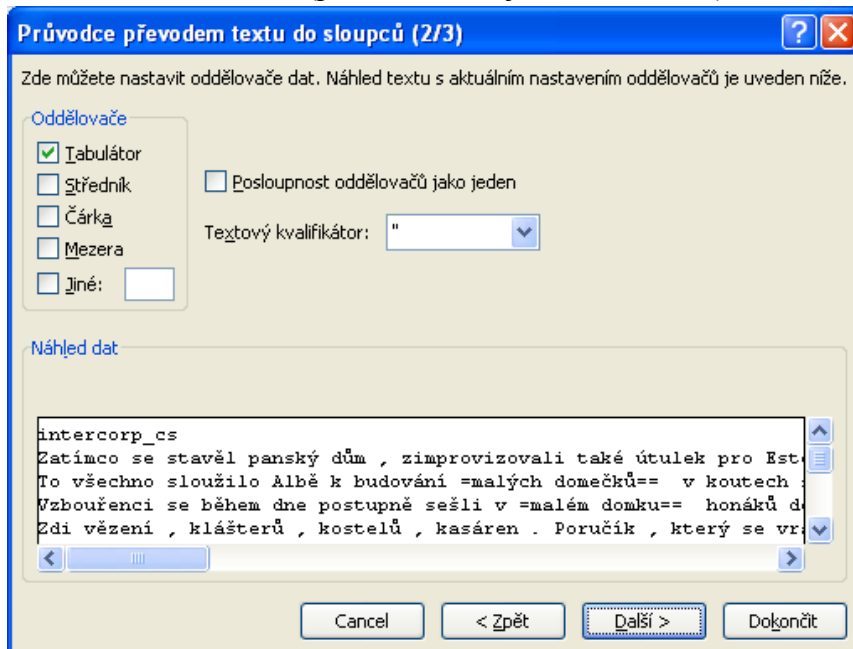 Průvodce převodem textu do sloupců (2/3)
Zde můžete nastavit oddělovače dat. Náhled textu s aktuálním nastavením oddělovačů je uveden níže.
Oddělovače
Tabulátor
Středník
Čárka
Mezera
Jiné:
Posloupnost oddělovačů jako jeden
Textový kvalifikátor: "
Náhled dat
intercorp_cs
Zatímco se stavěl panský dům , zimprovizovali také útulek pro
To všechno sloužilo Albě k budování =malých domečků== v koutech
Vzbouřenci se během dne postupně sešli v =malém domku== honáků
Zdi vězení , klášterů , kostelů , kasáren . Poručík , který se
Cancel
< Zpět
Další >
Dokončit